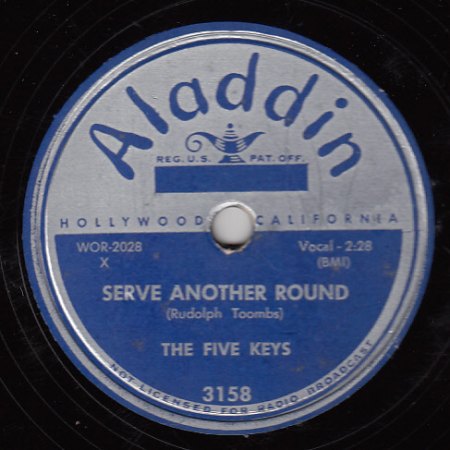 Aladdin
REG. U.S. PAT. OFF.
HOLLYWOOD CALIFORNIA
WOR-2028 Vocal - 2:28
X (BMI)
SERVE ANOTHER ROUND
(Rudolph Toombs)
THE FIVE KEYS
3158
NOT LICENSED FOR RADIO BROADCAST